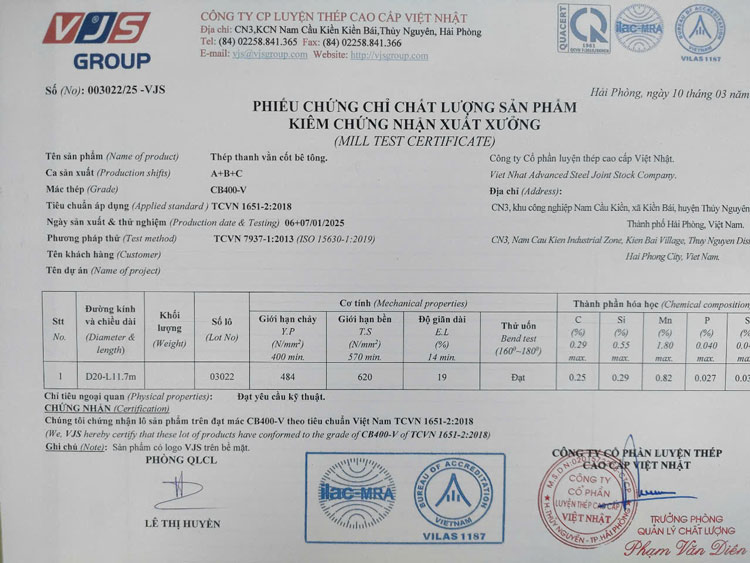 VJS
GROUP
CÔNG TY CP LUYỆN THÉP CAO CẤP VIỆT NHẬT
Địa chỉ: CN3,KCN Nam Cầu Kiền Kiền Bái,Thủy Nguyên, Hải Phòng
Tel: (84) 02258.841.365 Fax: (84) 02258.841.366
E-mail: vjs@vjsgroup.com Website: http://vjsgroup.com
QUACERT
ilac-MRA
BUREAU OF ACCREDITATION
VIETNAM
VILAS 1187
Số (No): 003022/25 -VJS
Hải Phòng, ngày 10 tháng 03 năm
PHIẾU CHỨNG CHỈ CHẤT LƯỢNG SẢN PHẨM
KIÊM CHỨNG NHẬN XUẤT XƯỞNG
(MILL TEST CERTIFICATE)
Tên sản phẩm (Name of product) Thép thanh vằn cốt bê tông.
Ca sản xuất (Production shifts) A+B+C
Mác thép (Grade) CB400-V
Tiêu chuẩn áp dụng (Applied standard) TCVN 1651-2:2018
Ngày sản xuất & thử nghiệm (Production date & Testing) 06+07/01/2025
Phương pháp thử (Test method) TCVN 7937-1:2013 (ISO 15630-1:2019)
Tên khách hàng (Customer)
Tên dự án (Name of project)
Công ty Cổ phần luyện thép cao cấp Việt Nhật.
Viet Nhat Advanced Steel Joint Stock Company.
Địa chỉ (Address):
CN3, khu công nghiệp Nam Cầu Kiền, xã Kiền Bái, huyện Thủy Nguyên
Thành phố Hải Phòng, Việt Nam.
CN3, Nam Cau Kien Industrial Zone, Kien Bai Village, Thuy Nguyen Dis
Hai Phong City, Viet Nam.
Stt No. Đường kính và chiều dài (Diameter & length) Khối lượng (Weight) Số lô (Lot No) Cơ tính (Mechanical properties) Thành phần hóa học (Chemical composition
Giới hạn chảy Y.P (N/mm²) 400 min. Giới hạn bền T.S (N/mm²) 570 min. Độ giãn dài E.L (%) 14 min. Thử uốn Bend test (160⁰~180⁰) C (%) 0.29 max. Si (%) 0.55 max. Mn (%) 1.80 max. P (%) 0.040 max.
1 D20-L11.7m 03022 484 620 19 Đạt 0.25 0.29 0.82 0.027
Chỉ tiêu ngoại quan (Physical properties): Đạt yêu cầu kỹ thuật.
CHỨNG NHẬN (Certification)
Chúng tôi chứng nhận lô sản phẩm trên đạt mác CB400-V theo tiêu chuẩn Việt Nam TCVN 1651-2:2018
(We, VJS hereby certify that these lot of products have conformed to the grade of CB400-V of TCVN 1651-2:2018)
Ghi chú (Note): Sản phẩm có logo VJS trên bề mặt.
PHÒNG QLCL
LÊ THỊ HUYỀN
ilac-MRA
BUREAU OF ACCREDITATION
VIETNAM
VILAS 1187
CÔNG TY CỔ PHẦN LUYỆN THÉP
CAO CẤP VIỆT NHẬT
CÔNG TY
CỔ PHẦN
LUYỆN THÉP CAO CẤP
VIỆT NHẬT
H.THỦY NGUYÊN - TP.HẢI PHÒNG
TRƯỞNG PHÒNG
QUẢN LÝ CHẤT LƯỢNG
Phạm Văn Diên